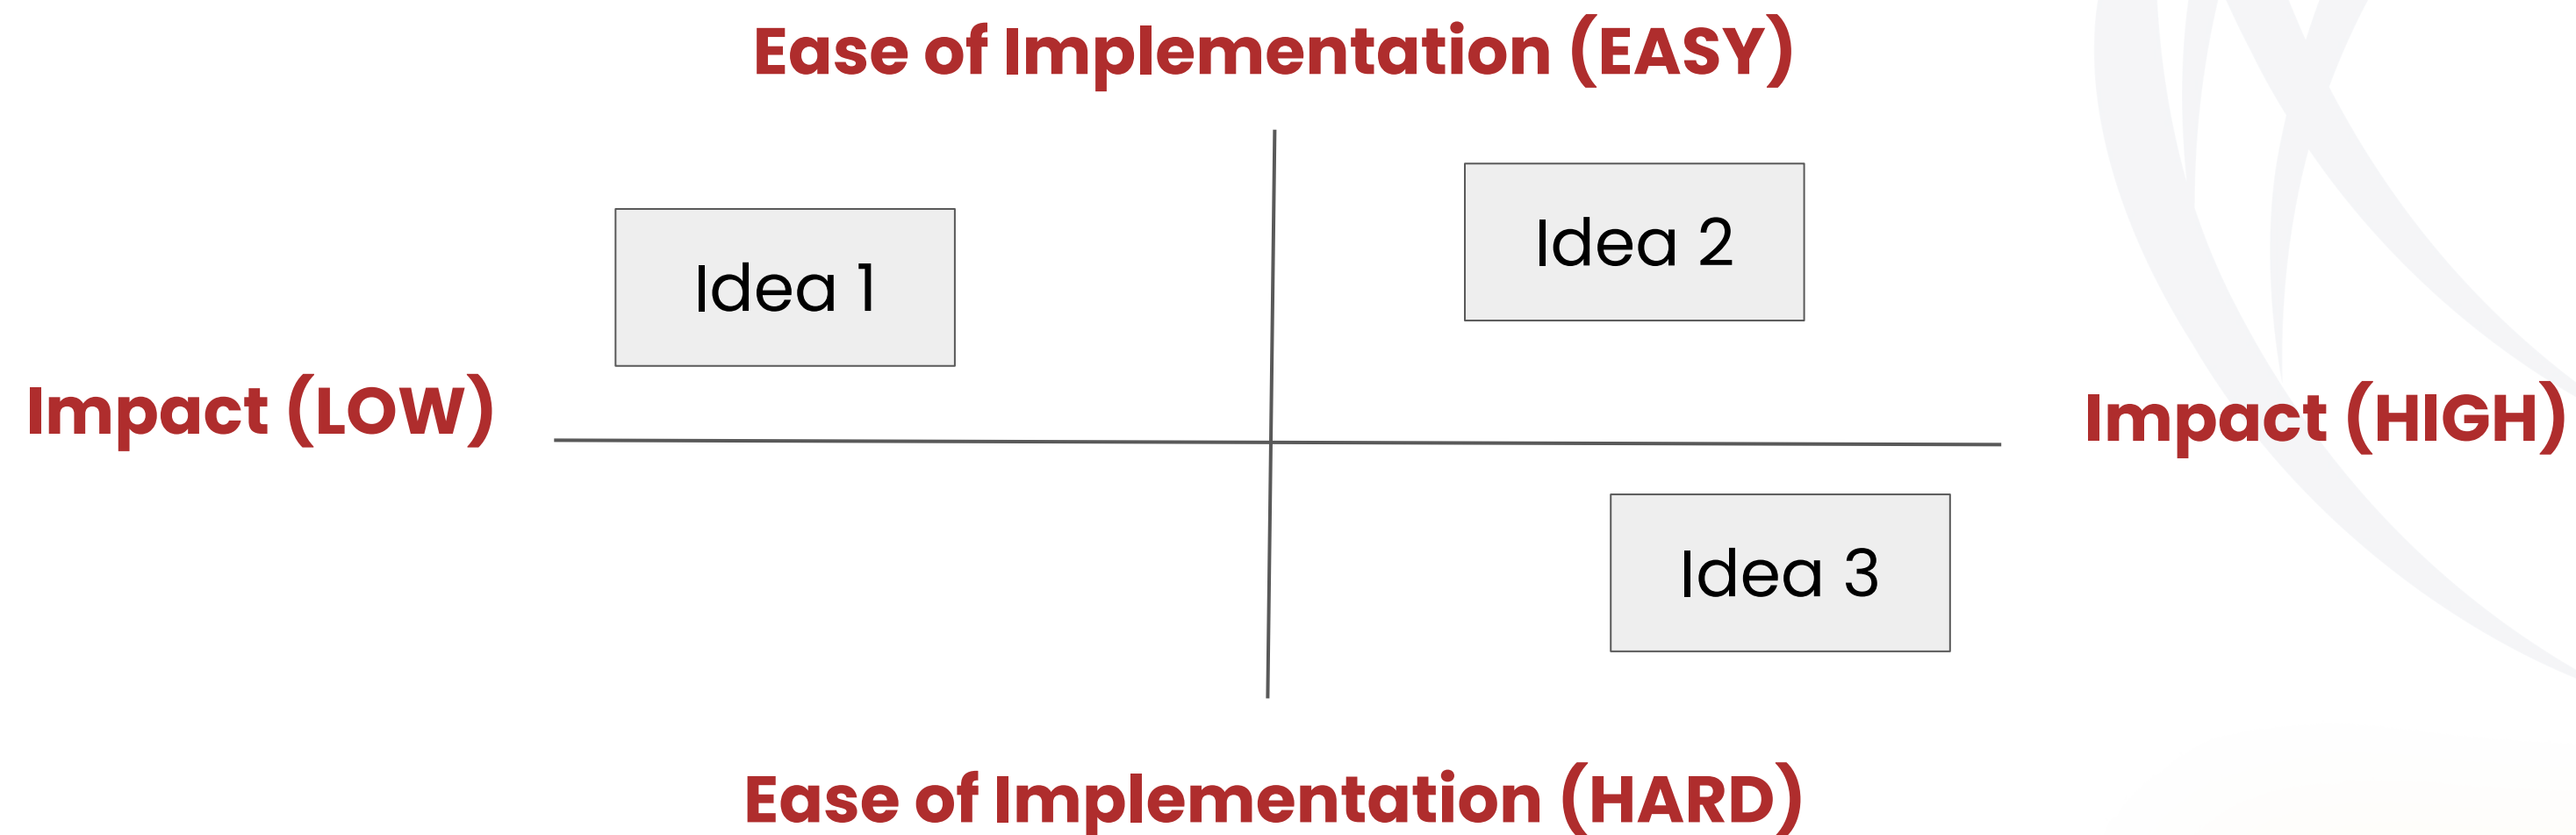 Ease of Implementation (EASY)
Idea 1
Idea 2
Impact (LOW)
Impact (HIGH)
Idea 3
Ease of Implementation (HARD)